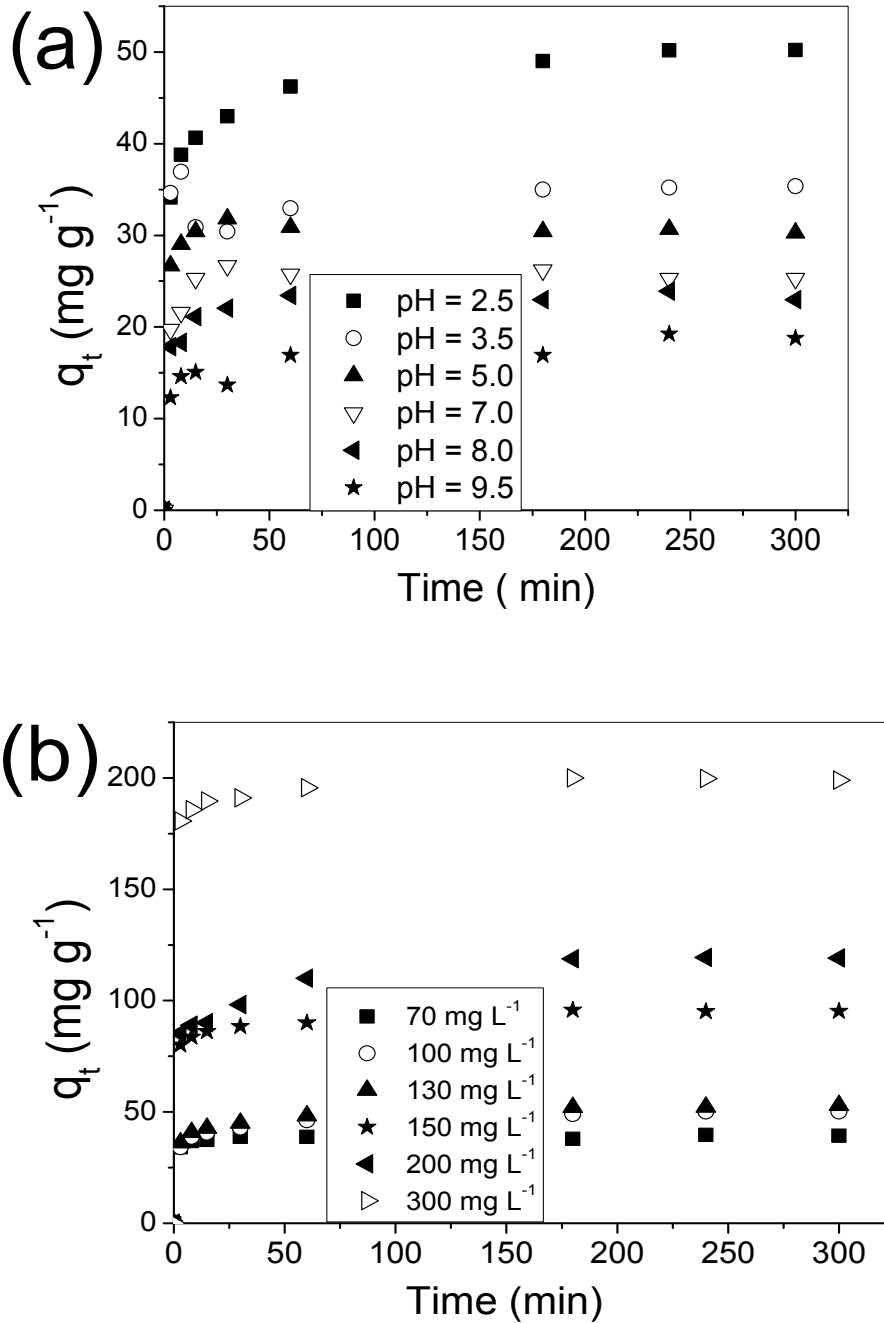 (a)
50
40
30
20
10
0
q_t (mg g^-1)
pH = 2.5
pH = 3.5
pH = 5.0
pH = 7.0
pH = 8.0
pH = 9.5
0 50 100 150 200 250 300
Time ( min)
(b)
200
150
100
50
0
q_t (mg g^-1)
70 mg L^-1
100 mg L^-1
130 mg L^-1
150 mg L^-1
200 mg L^-1
300 mg L^-1
0 50 100 150 200 250 300
Time (min)